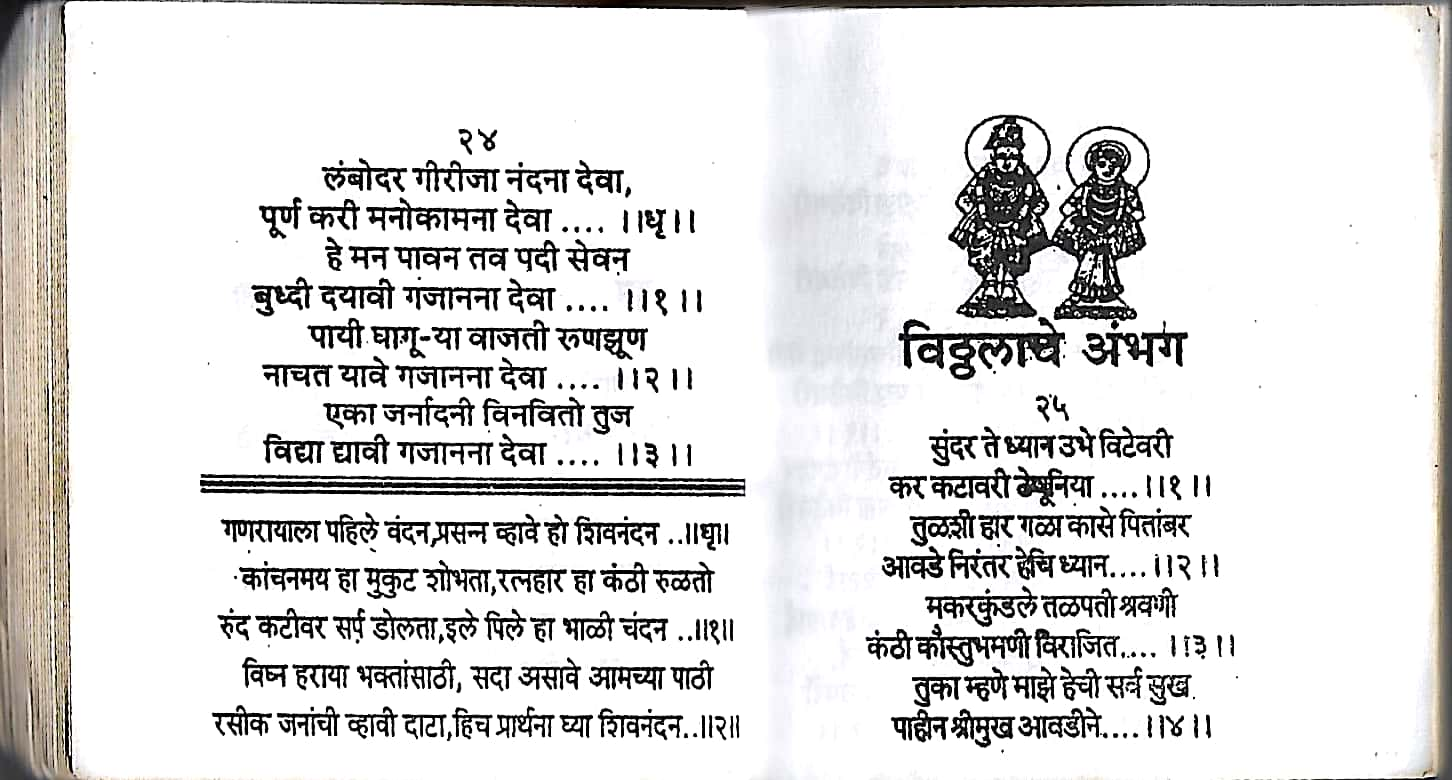 २४
लंबोदर गीरीजा नंदना देवा,
पूर्ण करी मनोकामना देवा .... ।।धृ।।
हे मन पावन तव पदी सेवन
बुध्दी दयावी गजानना देवा .... ।।१।।
पायी घागू-या वाजती रुणझूण
नाचत यावे गजानना देवा .... ।।२।।
एका जर्नादनी विनवितो तुज
विद्या द्यावी गजानना देवा .... ।।३।।
गणरायाला पहिले वंदन,प्रसन्न व्हावे हो शिवनंदन ..।।धृ।।
कांचनमय हा मुकुट शोभता,रत्नहार हा कंठी रुळतो
रुंद कटीवर सर्प डोलता,इले पिले हा भाळी चंदन ..।।१।।
विघ्न हराया भक्तांसाठी, सदा असावे आमच्या पाठी
रसीक जनांची व्हावी दाटा,हिच प्रार्थना घ्या शिवनंदन..।।२।।
विठ्ठलाचे अंभग
२५
सुंदर ते ध्यान उभे विटेवरी
कर कटावरी ठेवूनिया ....।।१।।
तुळशी हार गळा कासे पितांबर
आवडे निरंतर हेचि ध्यान....।।२।।
मकरकुंडले तळपती श्रवणी
कंठी कौस्तुभमणी विराजित.... ।।३।।
तुका म्हणे माझे हेची सर्व सुख
पाहीन श्रीमुख आवडीने....।।४।।